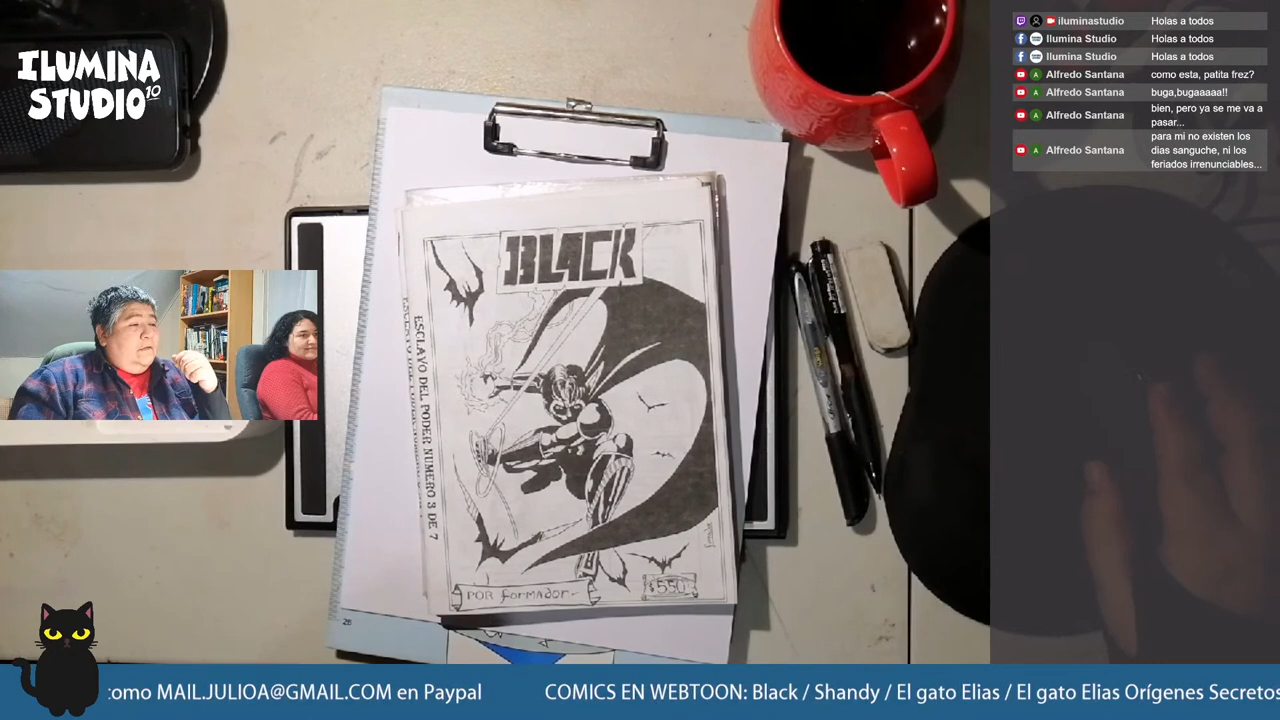 ILUMINA
STUDIO
iluminastudio Holas a todos
Ilumina Studio Holas a todos
Ilumina Studio Holas a todos
Alfredo Santana como esta, patita frez?
Alfredo Santana buga,bugaaaaa!!
Alfredo Santana bien, pero ya se me va a
pasar...
Alfredo Santana para mi no existen los
dias sanguche, ni los
feriados irrenunciables...
BLACK
ESCLAVO DEL PODER NUMERO 3 DE 7
POR formador-
$550
28
:omo MAIL.JULIOA@GMAIL.COM en Paypal COMICS EN WEBTOON: Black / Shandy / El gato Elias / El gato Elias Orígenes Secretos